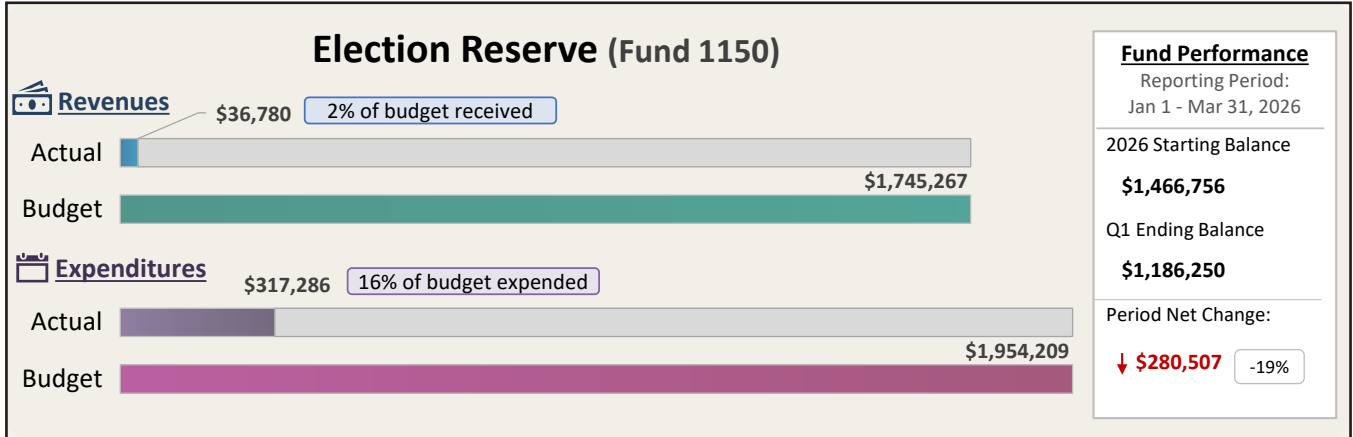 Election Reserve (Fund 1150)
Revenues
$36,780
2% of budget received
Actual
$1,745,267
Budget
Expenditures
$317,286
16% of budget expended
Actual
$1,954,209
Budget
Fund Performance
Reporting Period:
Jan 1 - Mar 31, 2026
2026 Starting Balance
$1,466,756
Q1 Ending Balance
$1,186,250
Period Net Change:
↓ $280,507
-19%